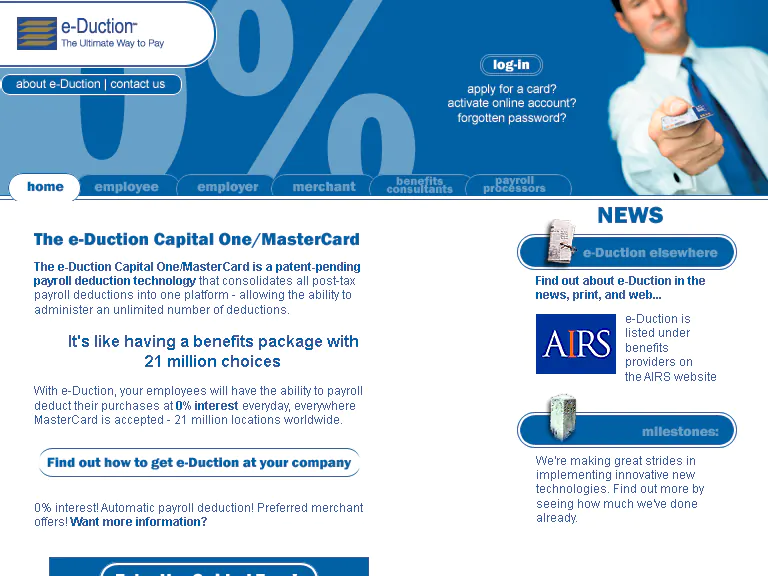 e-Duction™
The Ultimate Way to Pay
about e-Duction | contact us
0%
log-in
apply for a card?
activate online account?
forgotten password?
home
employee
employer
merchant
benefits
consultants
payroll
processors
The e-Duction Capital One/MasterCard
The e-Duction Capital One/MasterCard is a patent-pending
payroll deduction technology that consolidates all post-tax
payroll deductions into one platform - allowing the ability to
administer an unlimited number of deductions.
It's like having a benefits package with
21 million choices
With e-Duction, your employees will have the ability to payroll
deduct their purchases at 0% interest everyday, everywhere
MasterCard is accepted - 21 million locations worldwide.
Find out how to get e-Duction at your company
0% interest! Automatic payroll deduction! Preferred merchant
offers! Want more information?
NEWS
e-Duction elsewhere
Find out about e-Duction in the
news, print, and web...
AIRS
e-Duction is
listed under
benefits
providers on
the AIRS website
milestones:
We're making great strides in
implementing innovative new
technologies. Find out more by
seeing how much we've done
already.